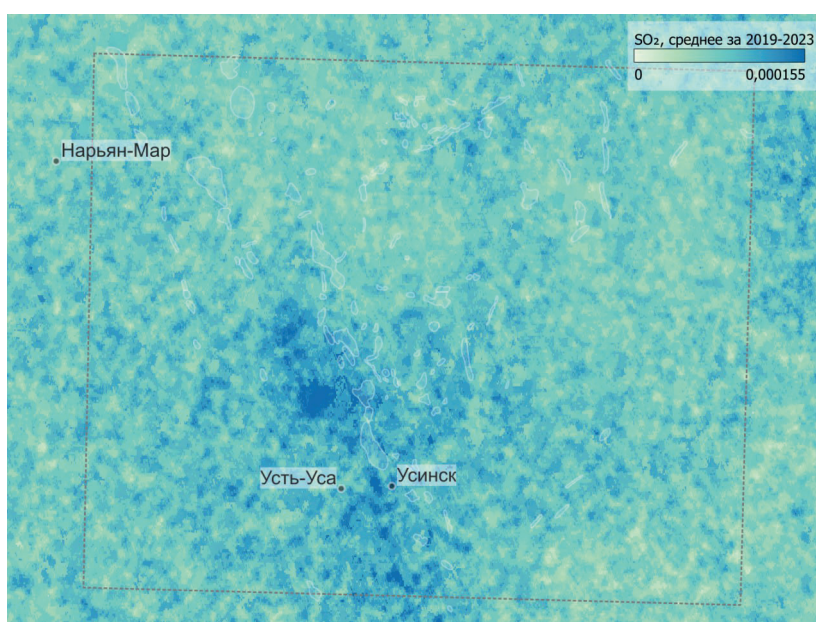 SO₂, среднее за 2019-2023
0 0,000155
Нарьян-Мар
Усть-Уса
Усинск